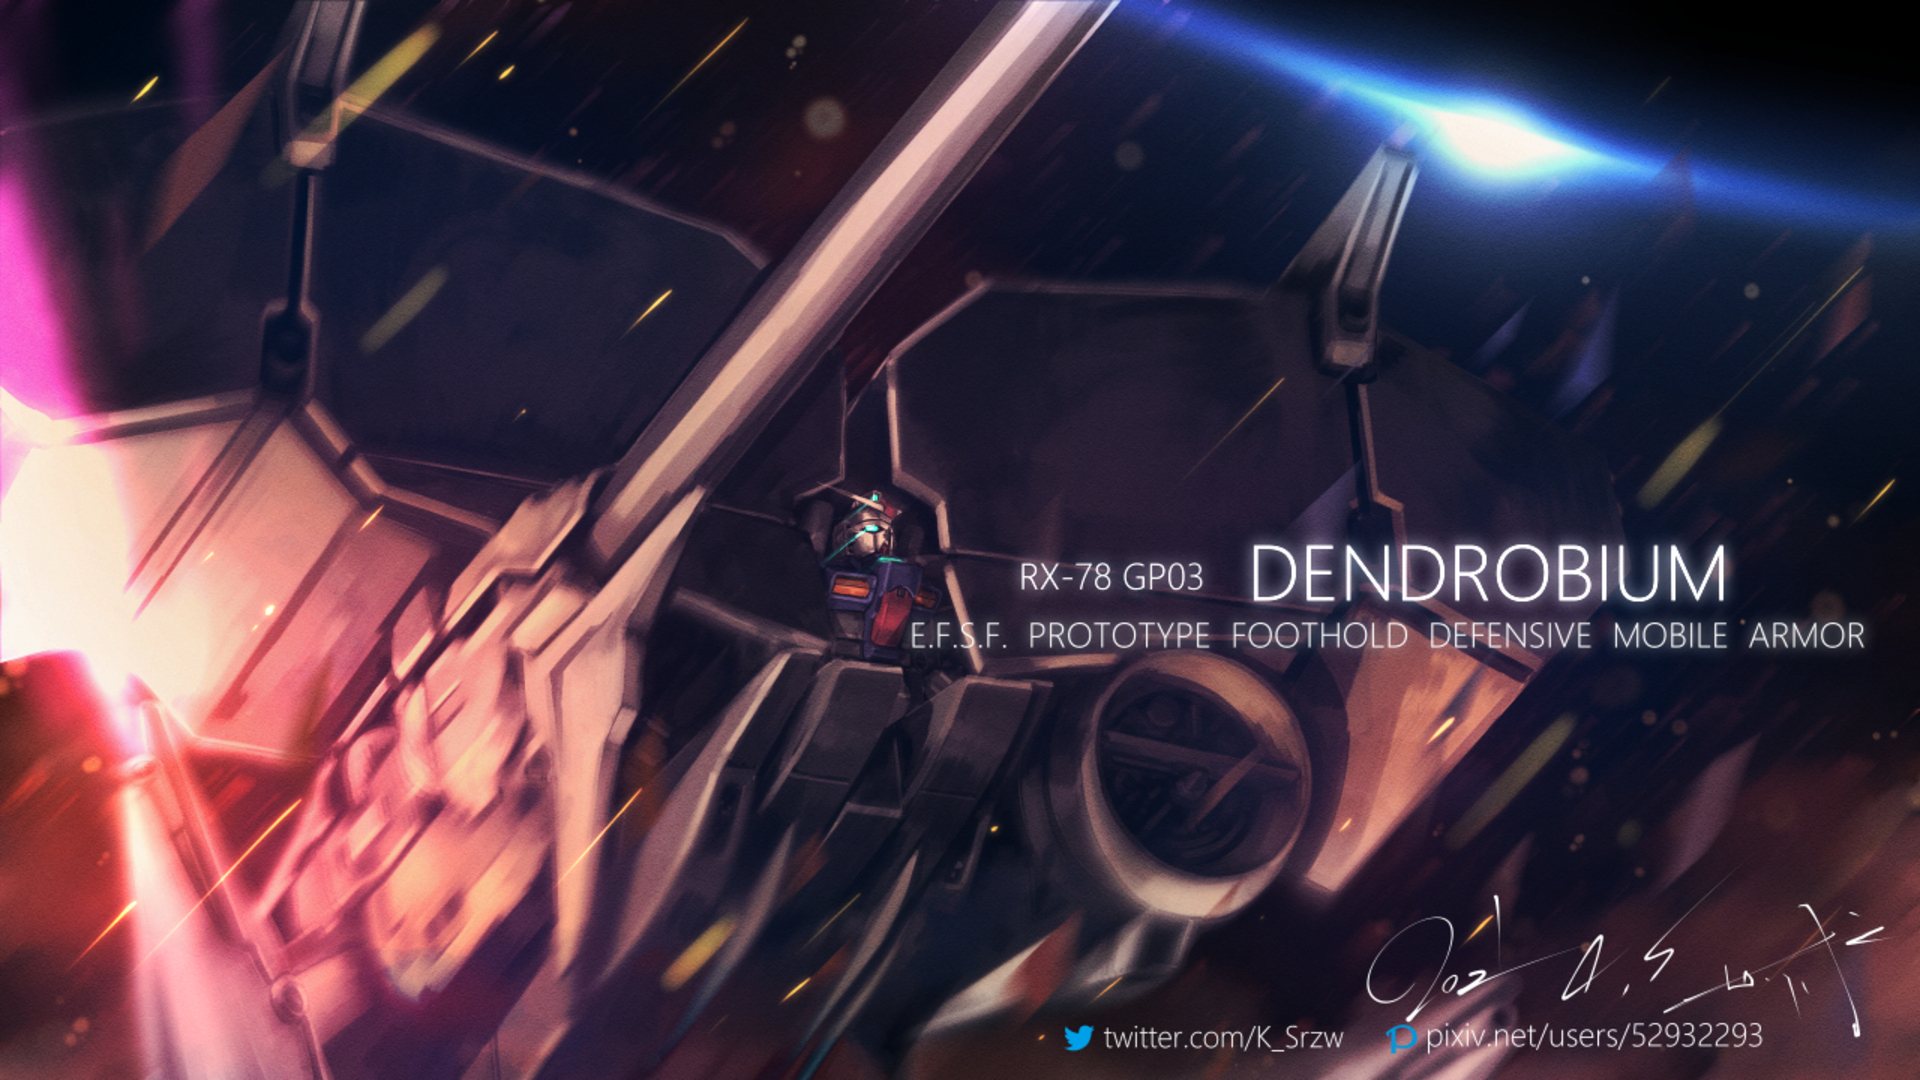 RX-78 GP03 DENDROBIUM
E.F.S.F. PROTOTYPE FOOTHOLD DEFENSIVE MOBILE ARMOR
twitter.com/K_Srzw pixiv.net/users/52932293